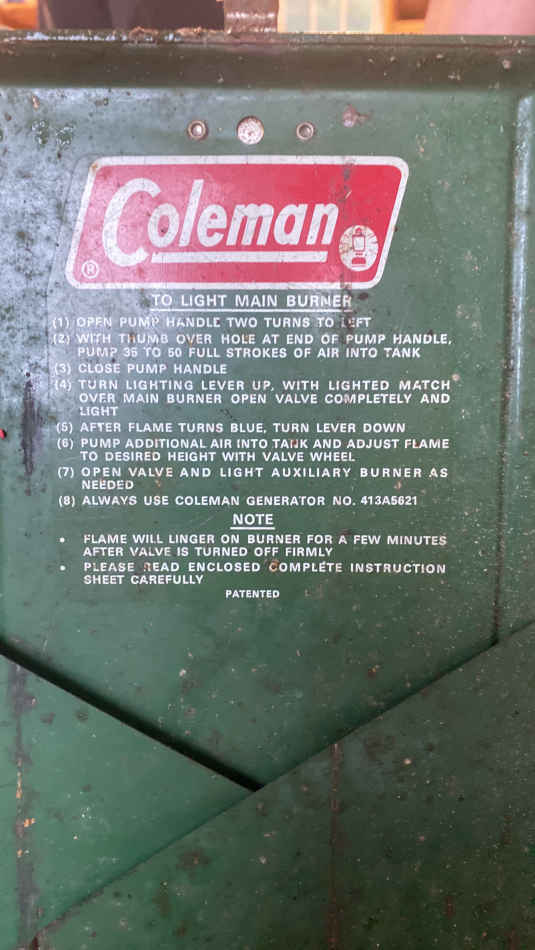 Coleman
®
TO LIGHT MAIN BURNER
(1) OPEN PUMP HANDLE TWO TURNS TO LEFT
(2) WITH THUMB OVER HOLE AT END OF PUMP HANDLE,
PUMP 35 TO 50 FULL STROKES OF AIR INTO TANK
(3) CLOSE PUMP HANDLE
(4) TURN LIGHTING LEVER UP, WITH LIGHTED MATCH
OVER MAIN BURNER OPEN VALVE COMPLETELY AND
LIGHT
(5) AFTER FLAME TURNS BLUE, TURN LEVER DOWN
(6) PUMP ADDITIONAL AIR INTO TANK AND ADJUST FLAME
TO DESIRED HEIGHT WITH VALVE WHEEL
(7) OPEN VALVE AND LIGHT AUXILIARY BURNER AS
NEEDED
(8) ALWAYS USE COLEMAN GENERATOR NO. 413A5621
NOTE
• FLAME WILL LINGER ON BURNER FOR A FEW MINUTES
AFTER VALVE IS TURNED OFF FIRMLY
• PLEASE READ ENCLOSED COMPLETE INSTRUCTION
SHEET CAREFULLY
PATENTED